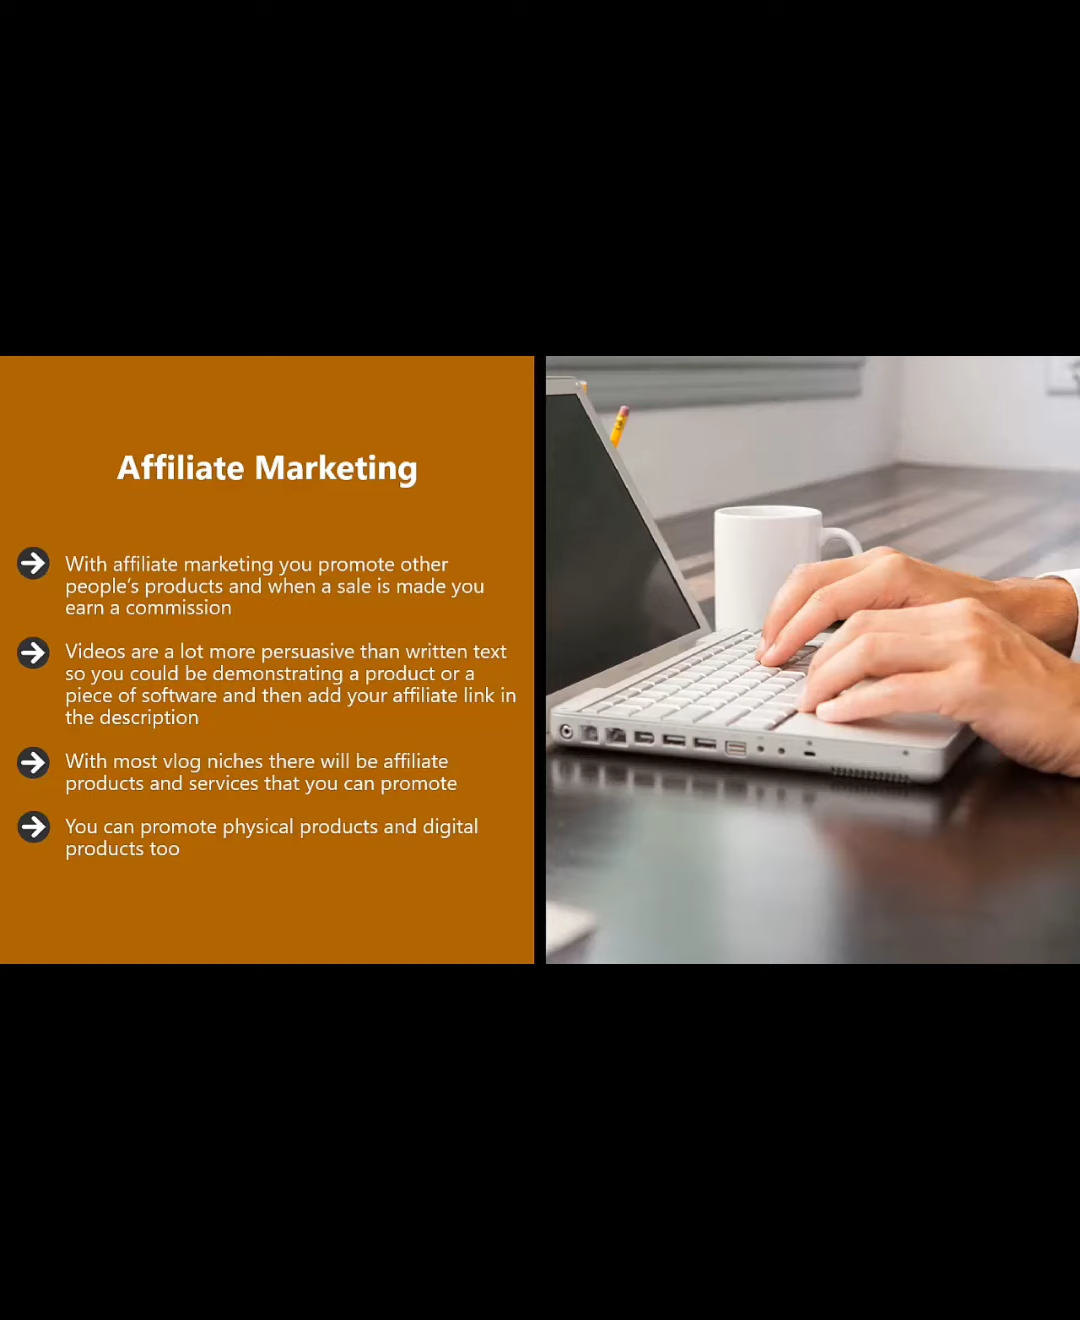 Affiliate Marketing
With affiliate marketing you promote other
people's products and when a sale is made you
earn a commission
Videos are a lot more persuasive than written text
so you could be demonstrating a product or a
piece of software and then add your affiliate link in
the description
With most vlog niches there will be affiliate
products and services that you can promote
You can promote physical products and digital
products too